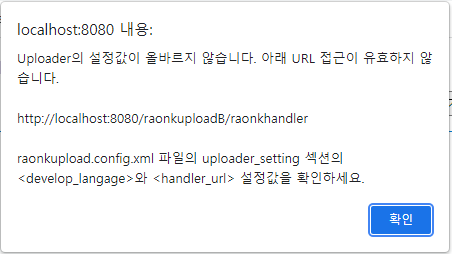 localhost:8080 내용:
Uploader의 설정값이 올바르지 않습니다. 아래 URL 접근이 유효하지 않
습니다.
http://localhost:8080/raonkuploadB/raonkhandler
raonkupload.config.xml 파일의 uploader_setting 섹션의
<develop_langage>와 <handler_url> 설정값을 확인하세요.
확인